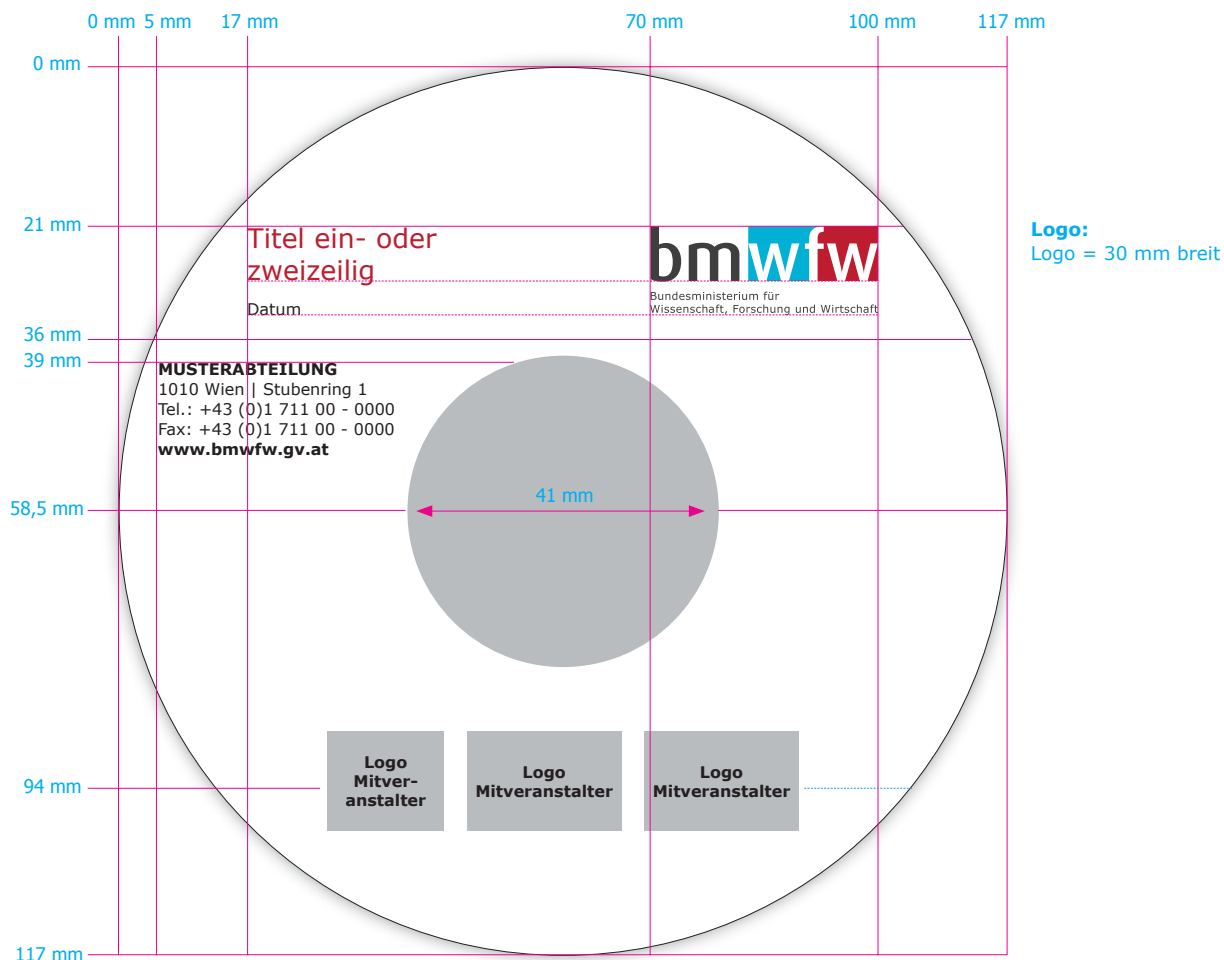 0 mm 5 mm 17 mm 70 mm 100 mm 117 mm
0 mm
21 mm
Titel ein- oder
zweizeilig
Datum
bmwfw
Bundesministerium für
Wissenschaft, Forschung und Wirtschaft
Logo:
Logo = 30 mm breit
36 mm
39 mm
MUSTERABTEILUNG
1010 Wien | Stubenring 1
Tel.: +43 (0)1 711 00 - 0000
Fax: +43 (0)1 711 00 - 0000
www.bmwfw.gv.at
58,5 mm
41 mm
94 mm
Logo
Mitver-
anstalter
Logo
Mitveranstalter
Logo
Mitveranstalter
117 mm